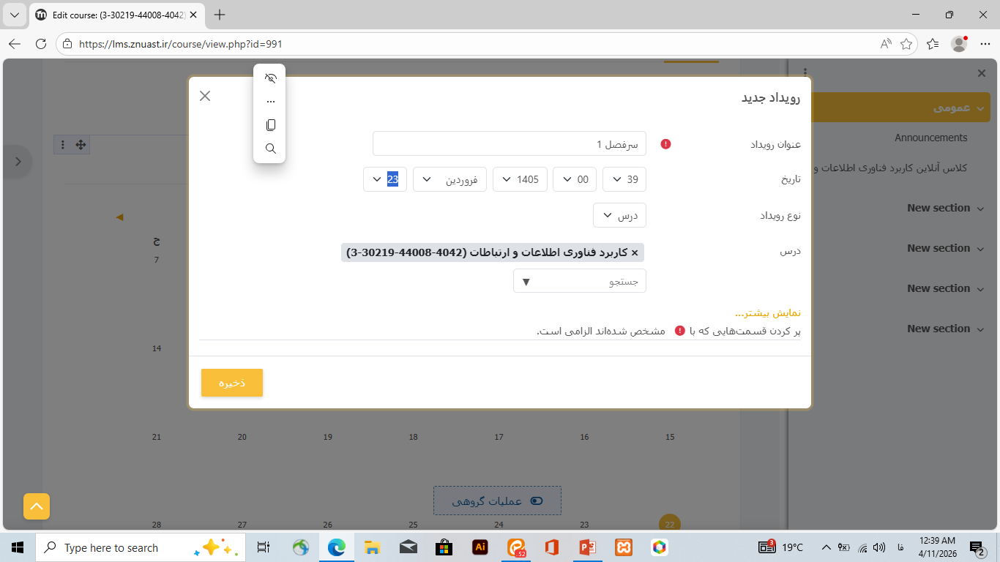 Edit course: (3-30219-44008-4042)
https://lms.znuast.ir/course/view.php?id=991
رویداد جدید
عنوان رویداد
سرفصل 1
تاریخ
39
00
1405
فروردین
23
نوع رویداد
درس
درس
× کاربرد فناوری اطلاعات و ارتباطات (3-30219-44008-4042)
جستجو
نمایش بیشتر...
پر کردن قسمت‌هایی که با مشخص شده‌اند الزامی است.
ذخیره
عمومی
Announcements
کلاس آنلاین کاربرد فناوری اطلاعات و
New section
New section
New section
New section
ج
7
14
15 16 17 18 19 20 21
عملیات گروهی
22 23 24 25 26 27 28
Type here to search
Ai
.52
3
19°C
فا
12:39 AM
4/11/2026
2